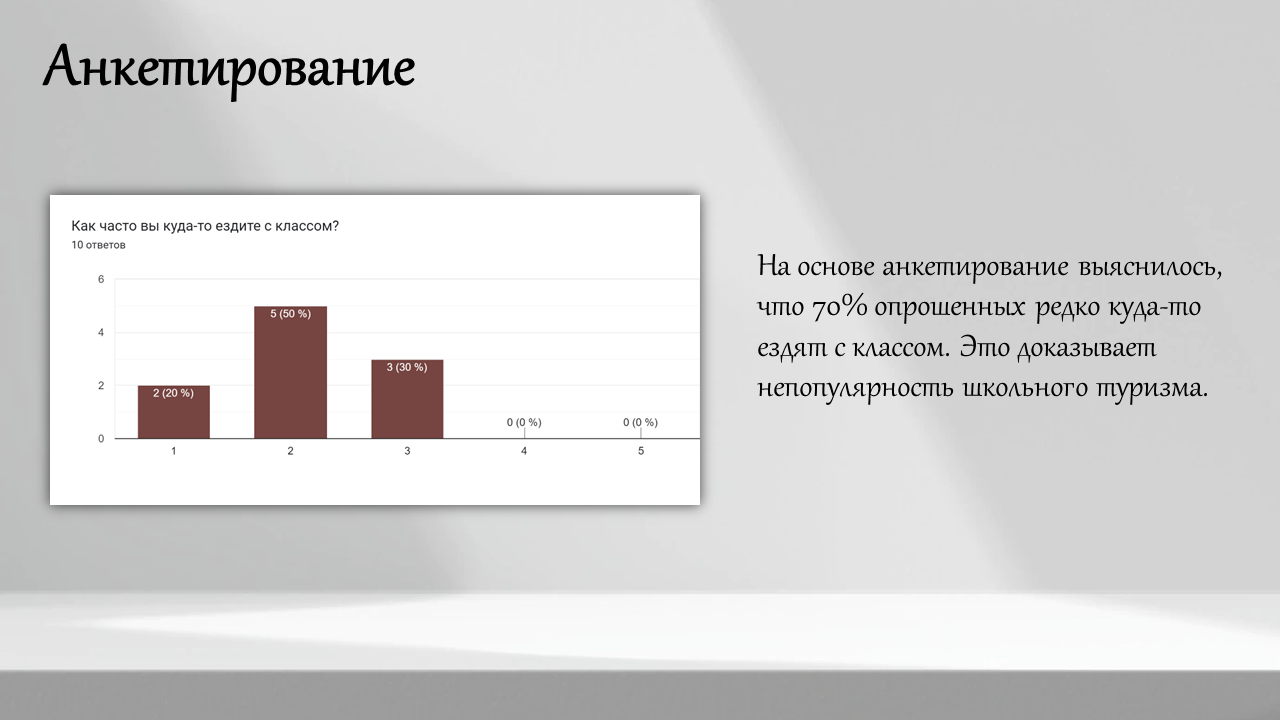 Анкетирование
Как часто вы куда-то ездите с классом?
10 ответов
6
4
2
0
2 (20 %)
5 (50 %)
3 (30 %)
0 (0 %)
0 (0 %)
1
2
3
4
5
На основе анкетирование выяснилось,
что 70% опрошенных редко куда-то
ездят с классом. Это доказывает
непопулярность школьного туризма.